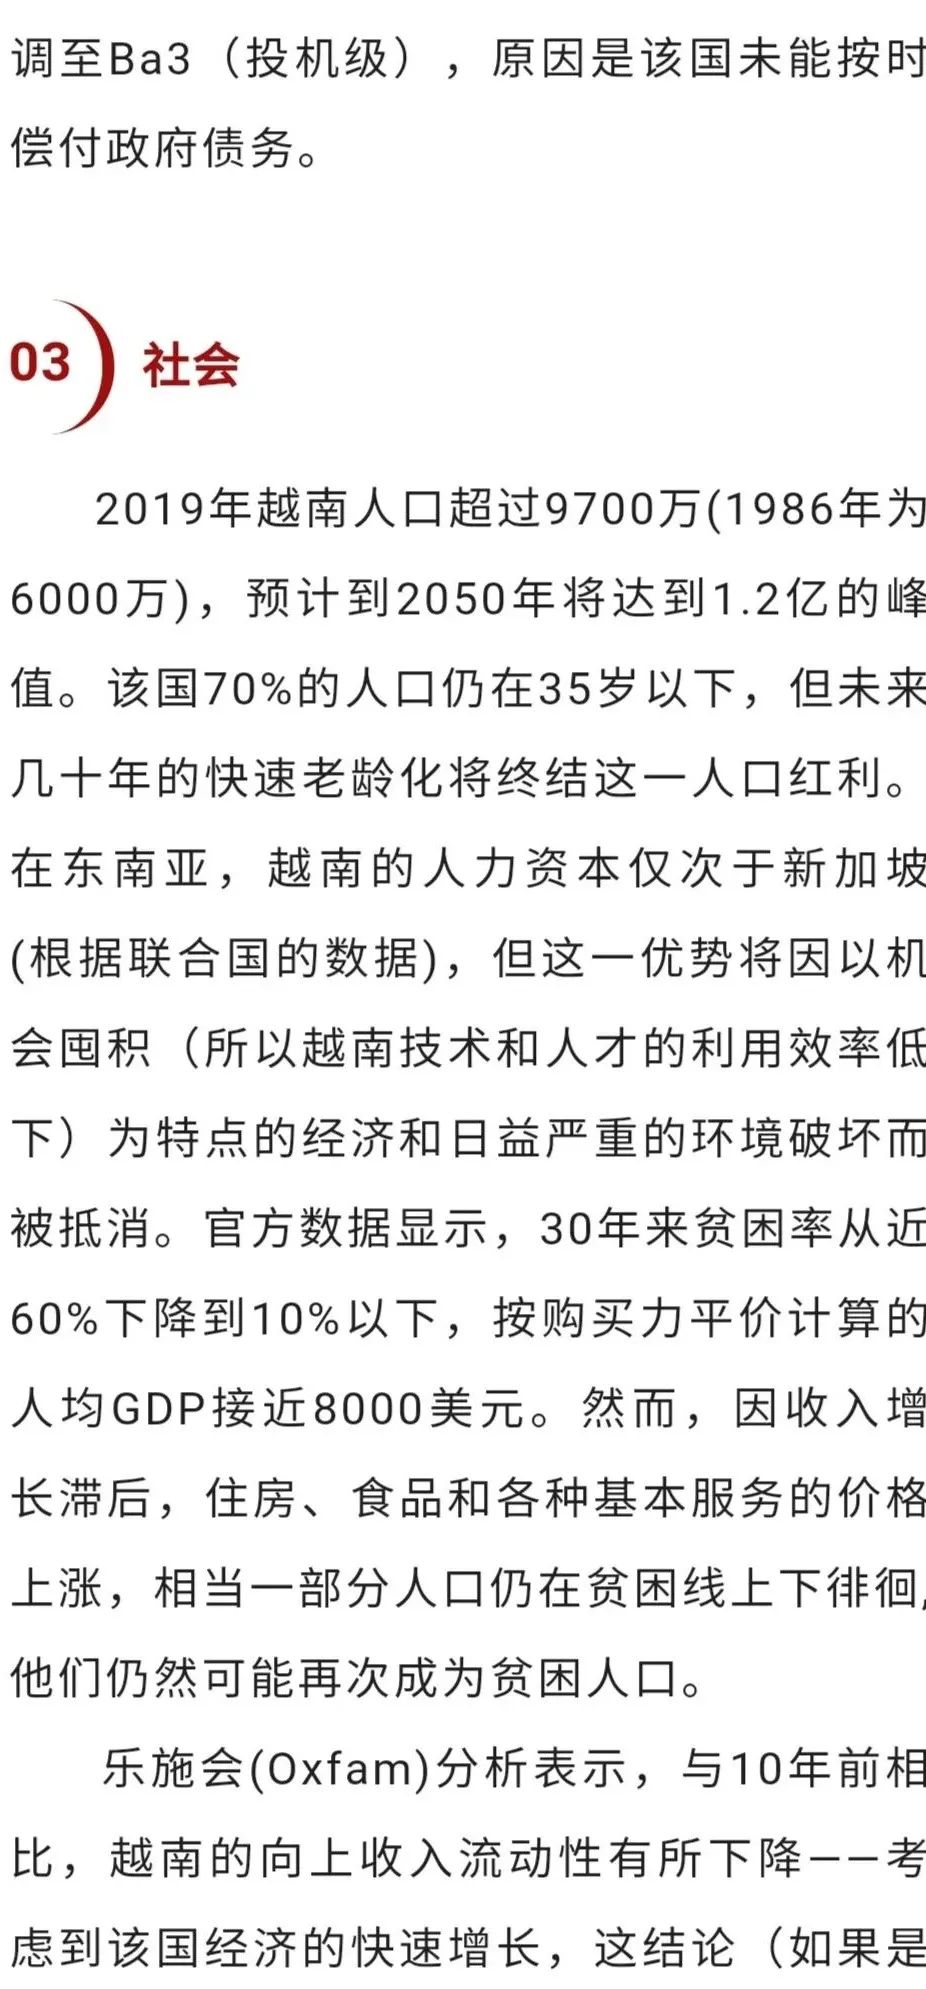 调至Ba3（投机级），原因是该国未能按时
偿付政府债务。
03 社会
2019年越南人口超过9700万(1986年为
6000万)，预计到2050年将达到1.2亿的峰
值。该国70%的人口仍在35岁以下，但未来
几十年的快速老龄化将终结这一人口红利。
在东南亚，越南的人力资本仅次于新加坡
(根据联合国的数据)，但这一优势将因以机
会囤积（所以越南技术和人才的利用效率低
下）为特点的经济和日益严重的环境破坏而
被抵消。官方数据显示，30年来贫困率从近
60%下降到10%以下，按购买力平价计算的
人均GDP接近8000美元。然而，因收入增
长滞后，住房、食品和各种基本服务的价格
上涨，相当一部分人口仍在贫困线上下徘徊，
他们仍然可能再次成为贫困人口。
乐施会(Oxfam)分析表示，与10年前相
比，越南的向上收入流动性有所下降——考
虑到该国经济的快速增长，这结论（如果是